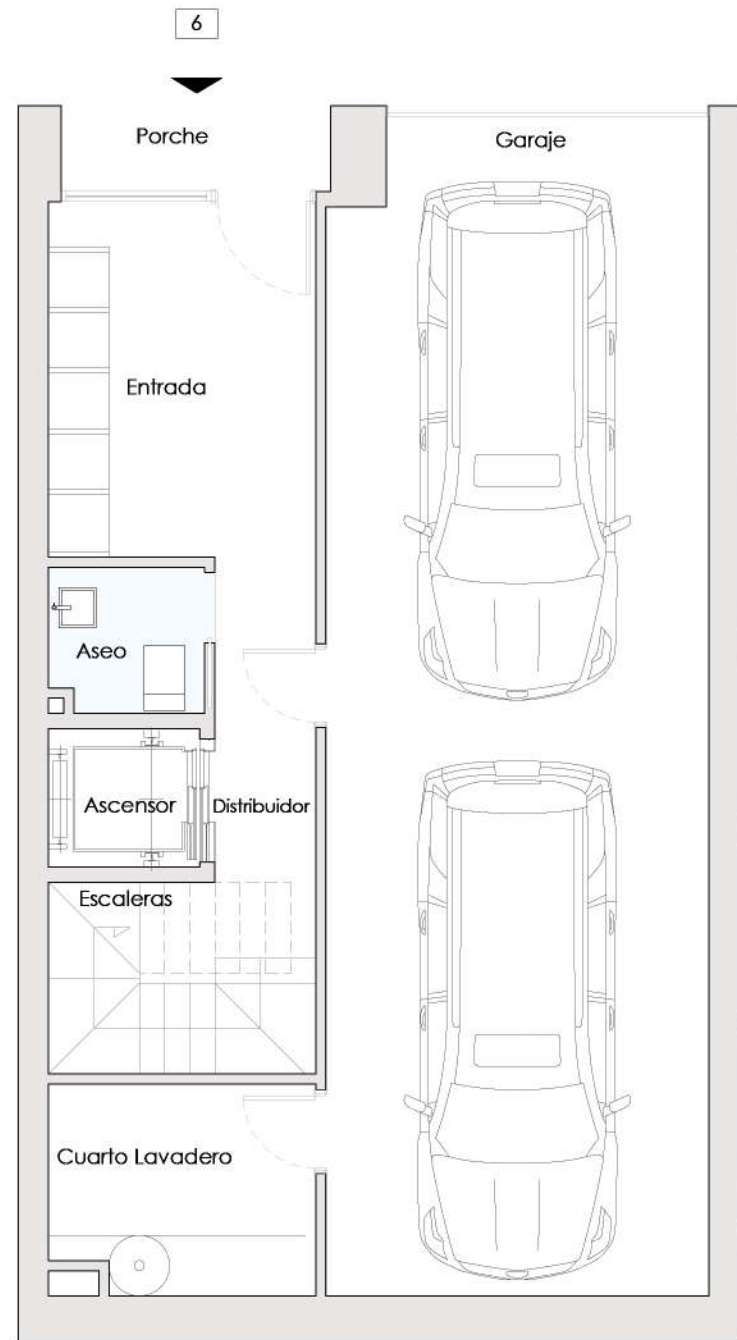 6
Porche
Garaje
Entrada
Aseo
Ascensor
Distribuidor
Escaleras
Cuarto Lavadero